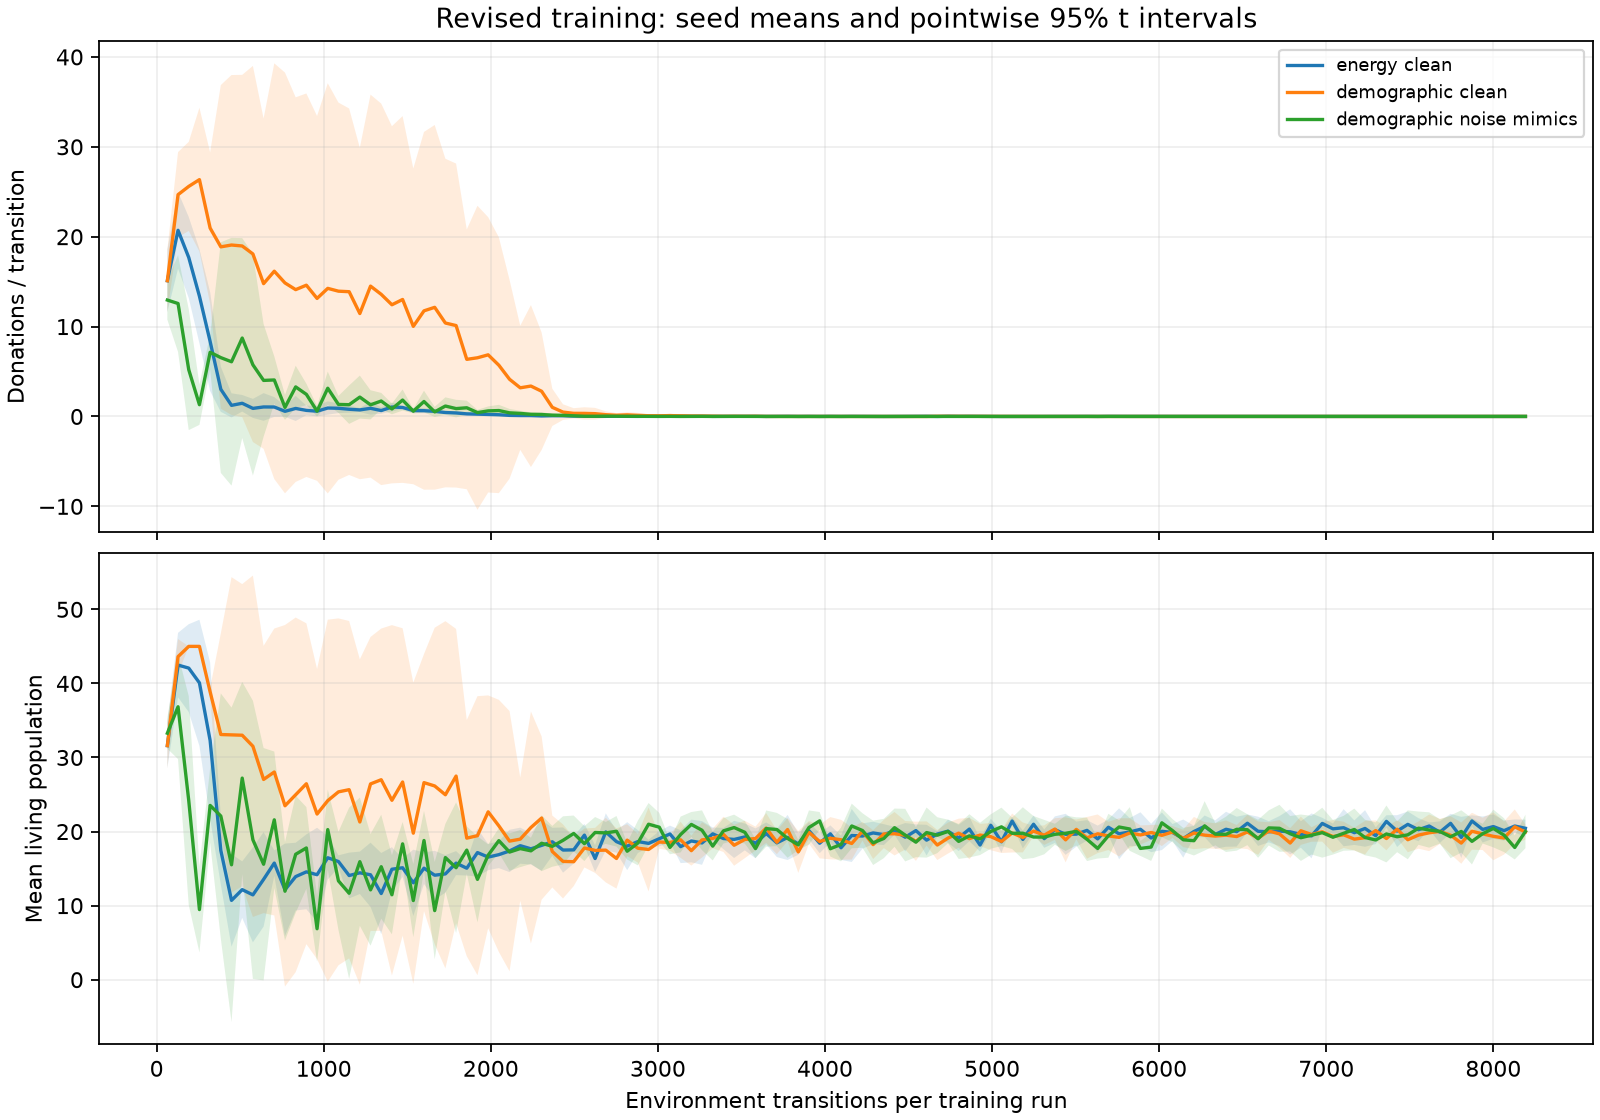 Revised training: seed means and pointwise 95% t intervals
40
30
20
10
0
−10
Donations / transition
energy clean
demographic clean
demographic noise mimics
50
40
30
20
10
0
Mean living population
0 1000 2000 3000 4000 5000 6000 7000 8000
Environment transitions per training run